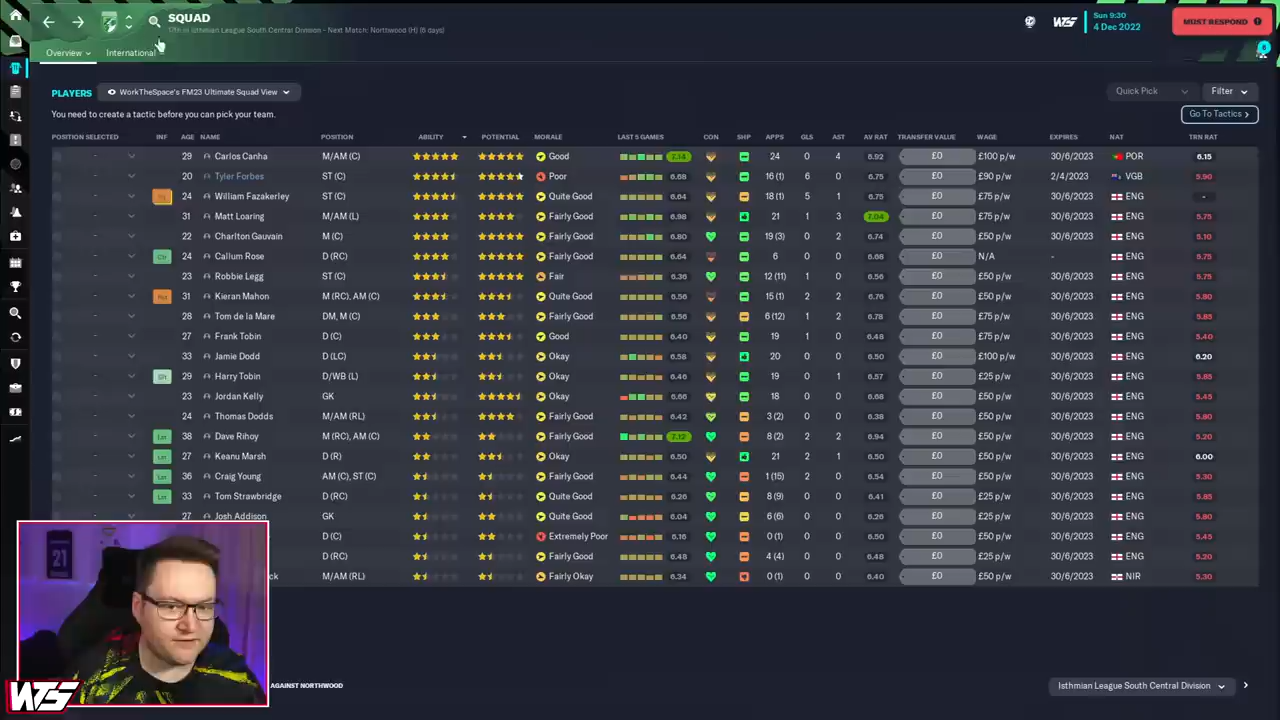 SQUAD
17th in Isthmian League South Central Division - Next Match: Northwood (H) (6 days)
WTS
Sun 9:30
4 Dec 2022
MUST RESPOND
8
Overview
International
PLAYERS
WorkTheSpace's FM23 Ultimate Squad View
Quick Pick
Filter
You need to create a tactic before you can pick your team.
Go To Tactics >
POSITION SELECTED INF AGE NAME POSITION ABILITY POTENTIAL MORALE LAST 5 GAMES CON SHP APPS GLS AST AV RAT TRANSFER VALUE WAGE EXPIRES NAT TRN RAT
- 29 Carlos Canha M/AM (C) Good 7.14 24 0 4 6.92 £0 £100 p/w 30/6/2023 POR 6.15
- 20 Tyler Forbes ST (C) Poor 6.68 16 (1) 6 0 6.75 £0 £90 p/w 2/4/2023 VGB 5.90
- 24 William Fazakerley ST (C) Quite Good 6.64 18 (1) 5 1 6.75 £0 £75 p/w 30/6/2023 ENG -
- 31 Matt Loaring M/AM (L) Fairly Good 6.98 21 1 3 7.04 £0 £75 p/w 30/6/2023 ENG 5.75
- 22 Charlton Gauvain M (C) Fairly Good 6.80 19 (3) 0 2 6.74 £0 £50 p/w 30/6/2023 ENG 5.10
- Ctr 24 Callum Rose D (RC) Fairly Good 6.64 6 0 0 6.68 £0 N/A - ENG 5.75
- 23 Robbie Legg ST (C) Fair 6.36 12 (11) 1 0 6.56 £0 £50 p/w 30/6/2023 ENG 5.75
- 31 Kieran Mahon M (RC), AM (C) Quite Good 6.56 15 (1) 2 2 6.76 £0 £50 p/w 30/6/2023 ENG 5.80
- 28 Tom de la Mare DM, M (C) Fairly Good 6.56 6 (12) 1 2 6.78 £0 £75 p/w 30/6/2023 ENG 5.85
- 27 Frank Tobin D (C) Good 6.40 19 1 0 6.48 £0 £75 p/w 30/6/2023 ENG 5.40
- 33 Jamie Dodd D (LC) Okay 6.58 20 0 0 6.50 £0 £100 p/w 30/6/2023 ENG 6.20
- 29 Harry Tobin D/WB (L) Okay 6.46 19 0 1 6.57 £0 £25 p/w 30/6/2023 ENG 5.85
- 23 Jordan Kelly GK Okay 6.66 18 0 0 6.68 £0 £50 p/w 30/6/2023 ENG 5.45
- 24 Thomas Dodds M/AM (RL) Fairly Good 6.42 3 (2) 0 0 6.38 £0 £50 p/w 30/6/2023 ENG 5.80
- Lst 38 Dave Rihoy M (RC), AM (C) Fairly Good 7.12 8 (2) 2 2 6.94 £0 £50 p/w 30/6/2023 ENG 5.20
- Lst 27 Keanu Marsh D (R) Okay 6.50 21 2 1 6.50 £0 £50 p/w 30/6/2023 ENG 6.00
- Lst 36 Craig Young AM (C), ST (C) Fairly Good 6.44 1 (15) 2 0 6.54 £0 £50 p/w 30/6/2023 ENG 5.30
- Lst 33 Tom Strawbridge D (RC) Quite Good 6.26 8 (9) 0 0 6.41 £0 £25 p/w 30/6/2023 ENG 5.85
- 27 Josh Addison GK Quite Good 6.04 6 (6) 0 0 6.26 £0 £25 p/w 30/6/2023 ENG 5.80
D (C) Extremely Poor 6.16 0 (1) 0 0 6.50 £0 £50 p/w 30/6/2023 ENG 5.45
D (RC) Fairly Good 6.48 4 (4) 0 0 6.48 £0 £25 p/w 30/6/2023 ENG 5.20
ck M/AM (RL) Fairly Okay 6.34 0 (1) 0 0 6.40 £0 £50 p/w 30/6/2023 NIR 5.30
21
WTS
AGAINST NORTHWOOD
Isthmian League South Central Division